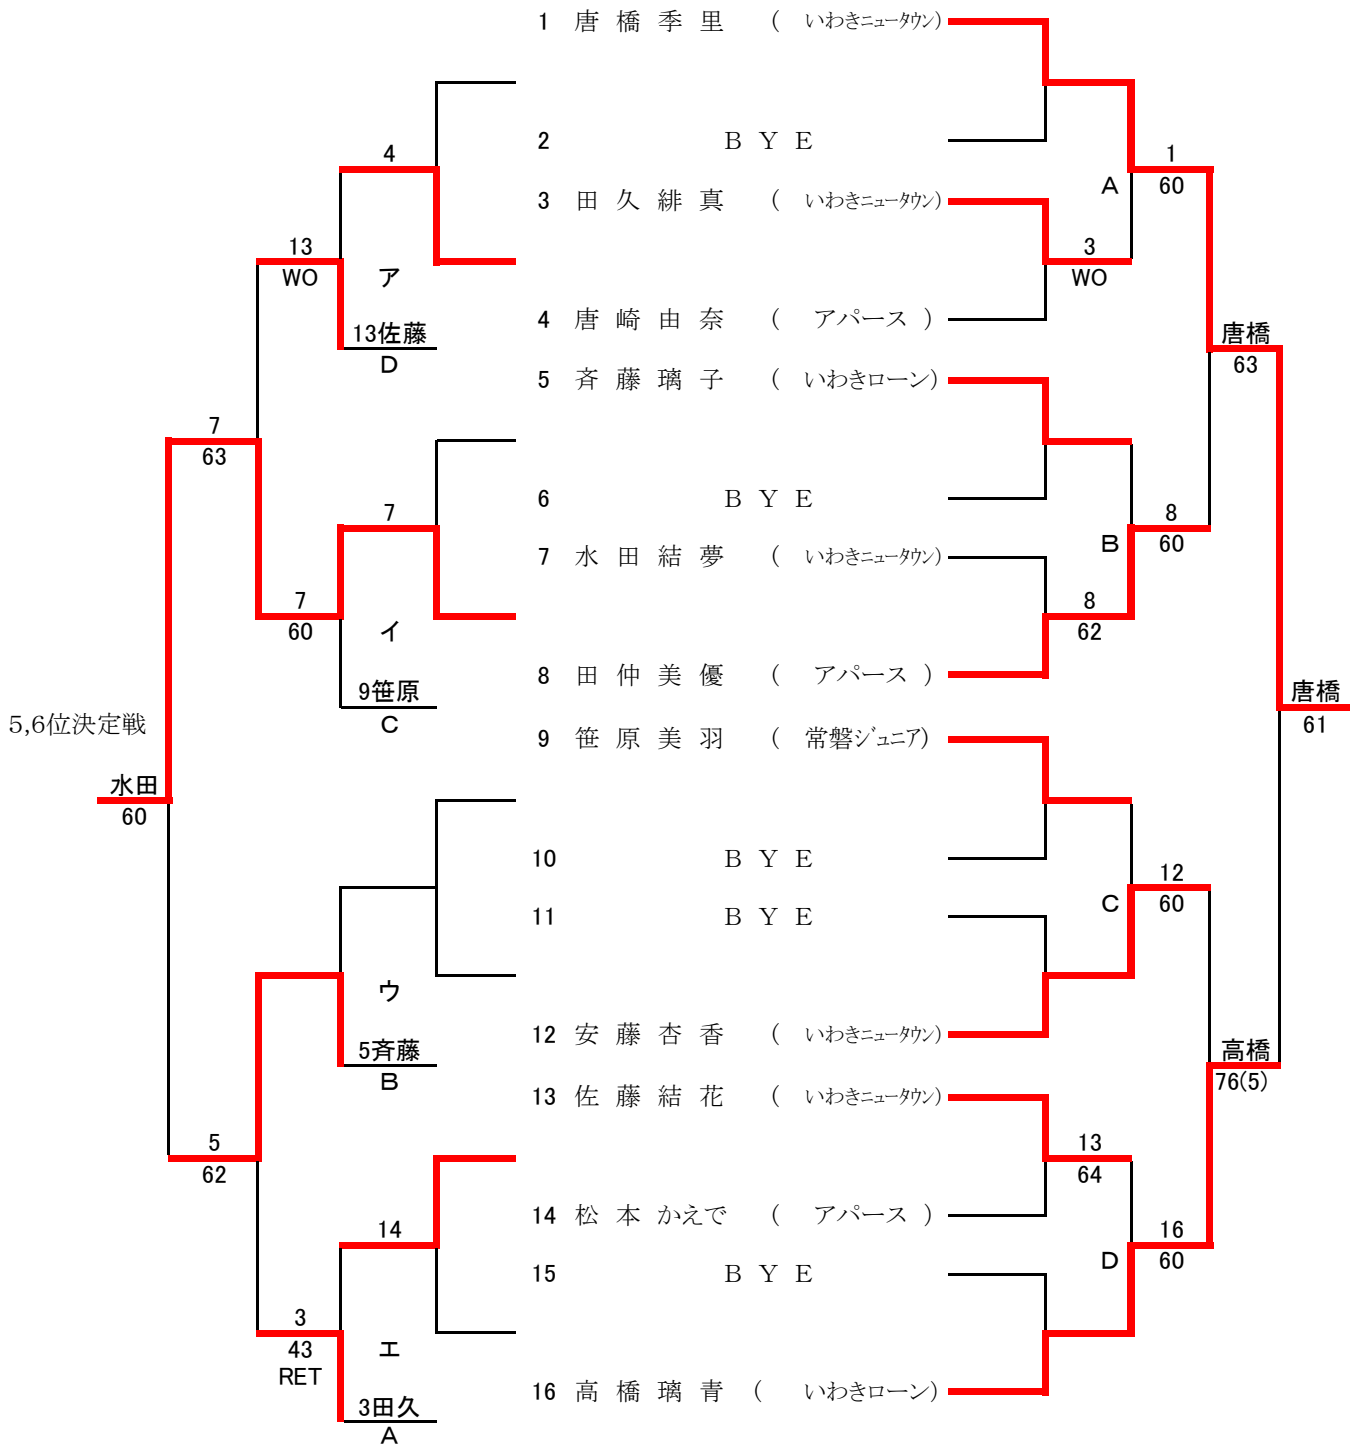 1 唐橋季里 ( いわきニュータウン)
2 BYE
4
1
A
60
3 田久緋真 ( いわきニュータウン)
13
3
WO
ア
WO
4 唐崎由奈 ( アパース )
13佐藤
唐橋
D
63
5 斉藤璃子 ( いわきローン)
7
63
6 BYE
7
8
B
60
7 水田結夢 ( いわきニュータウン)
7
8
60
イ
62
8 田仲美優 ( アパース )
9笹原
唐橋
5,6位決定戦
C
61
9 笹原美羽 ( 常磐ジュニア)
水田
60
10 BYE
12
C
60
11 BYE
ウ
12 安藤杏香 ( いわきニュータウン)
5斉藤
高橋
B
76(5)
13 佐藤結花 ( いわきニュータウン)
5
13
62
64
14 松本かえで ( アパース )
14
16
D
60
15 BYE
3
43
エ
RET
16 高橋璃青 ( いわきローン)
3田久
A